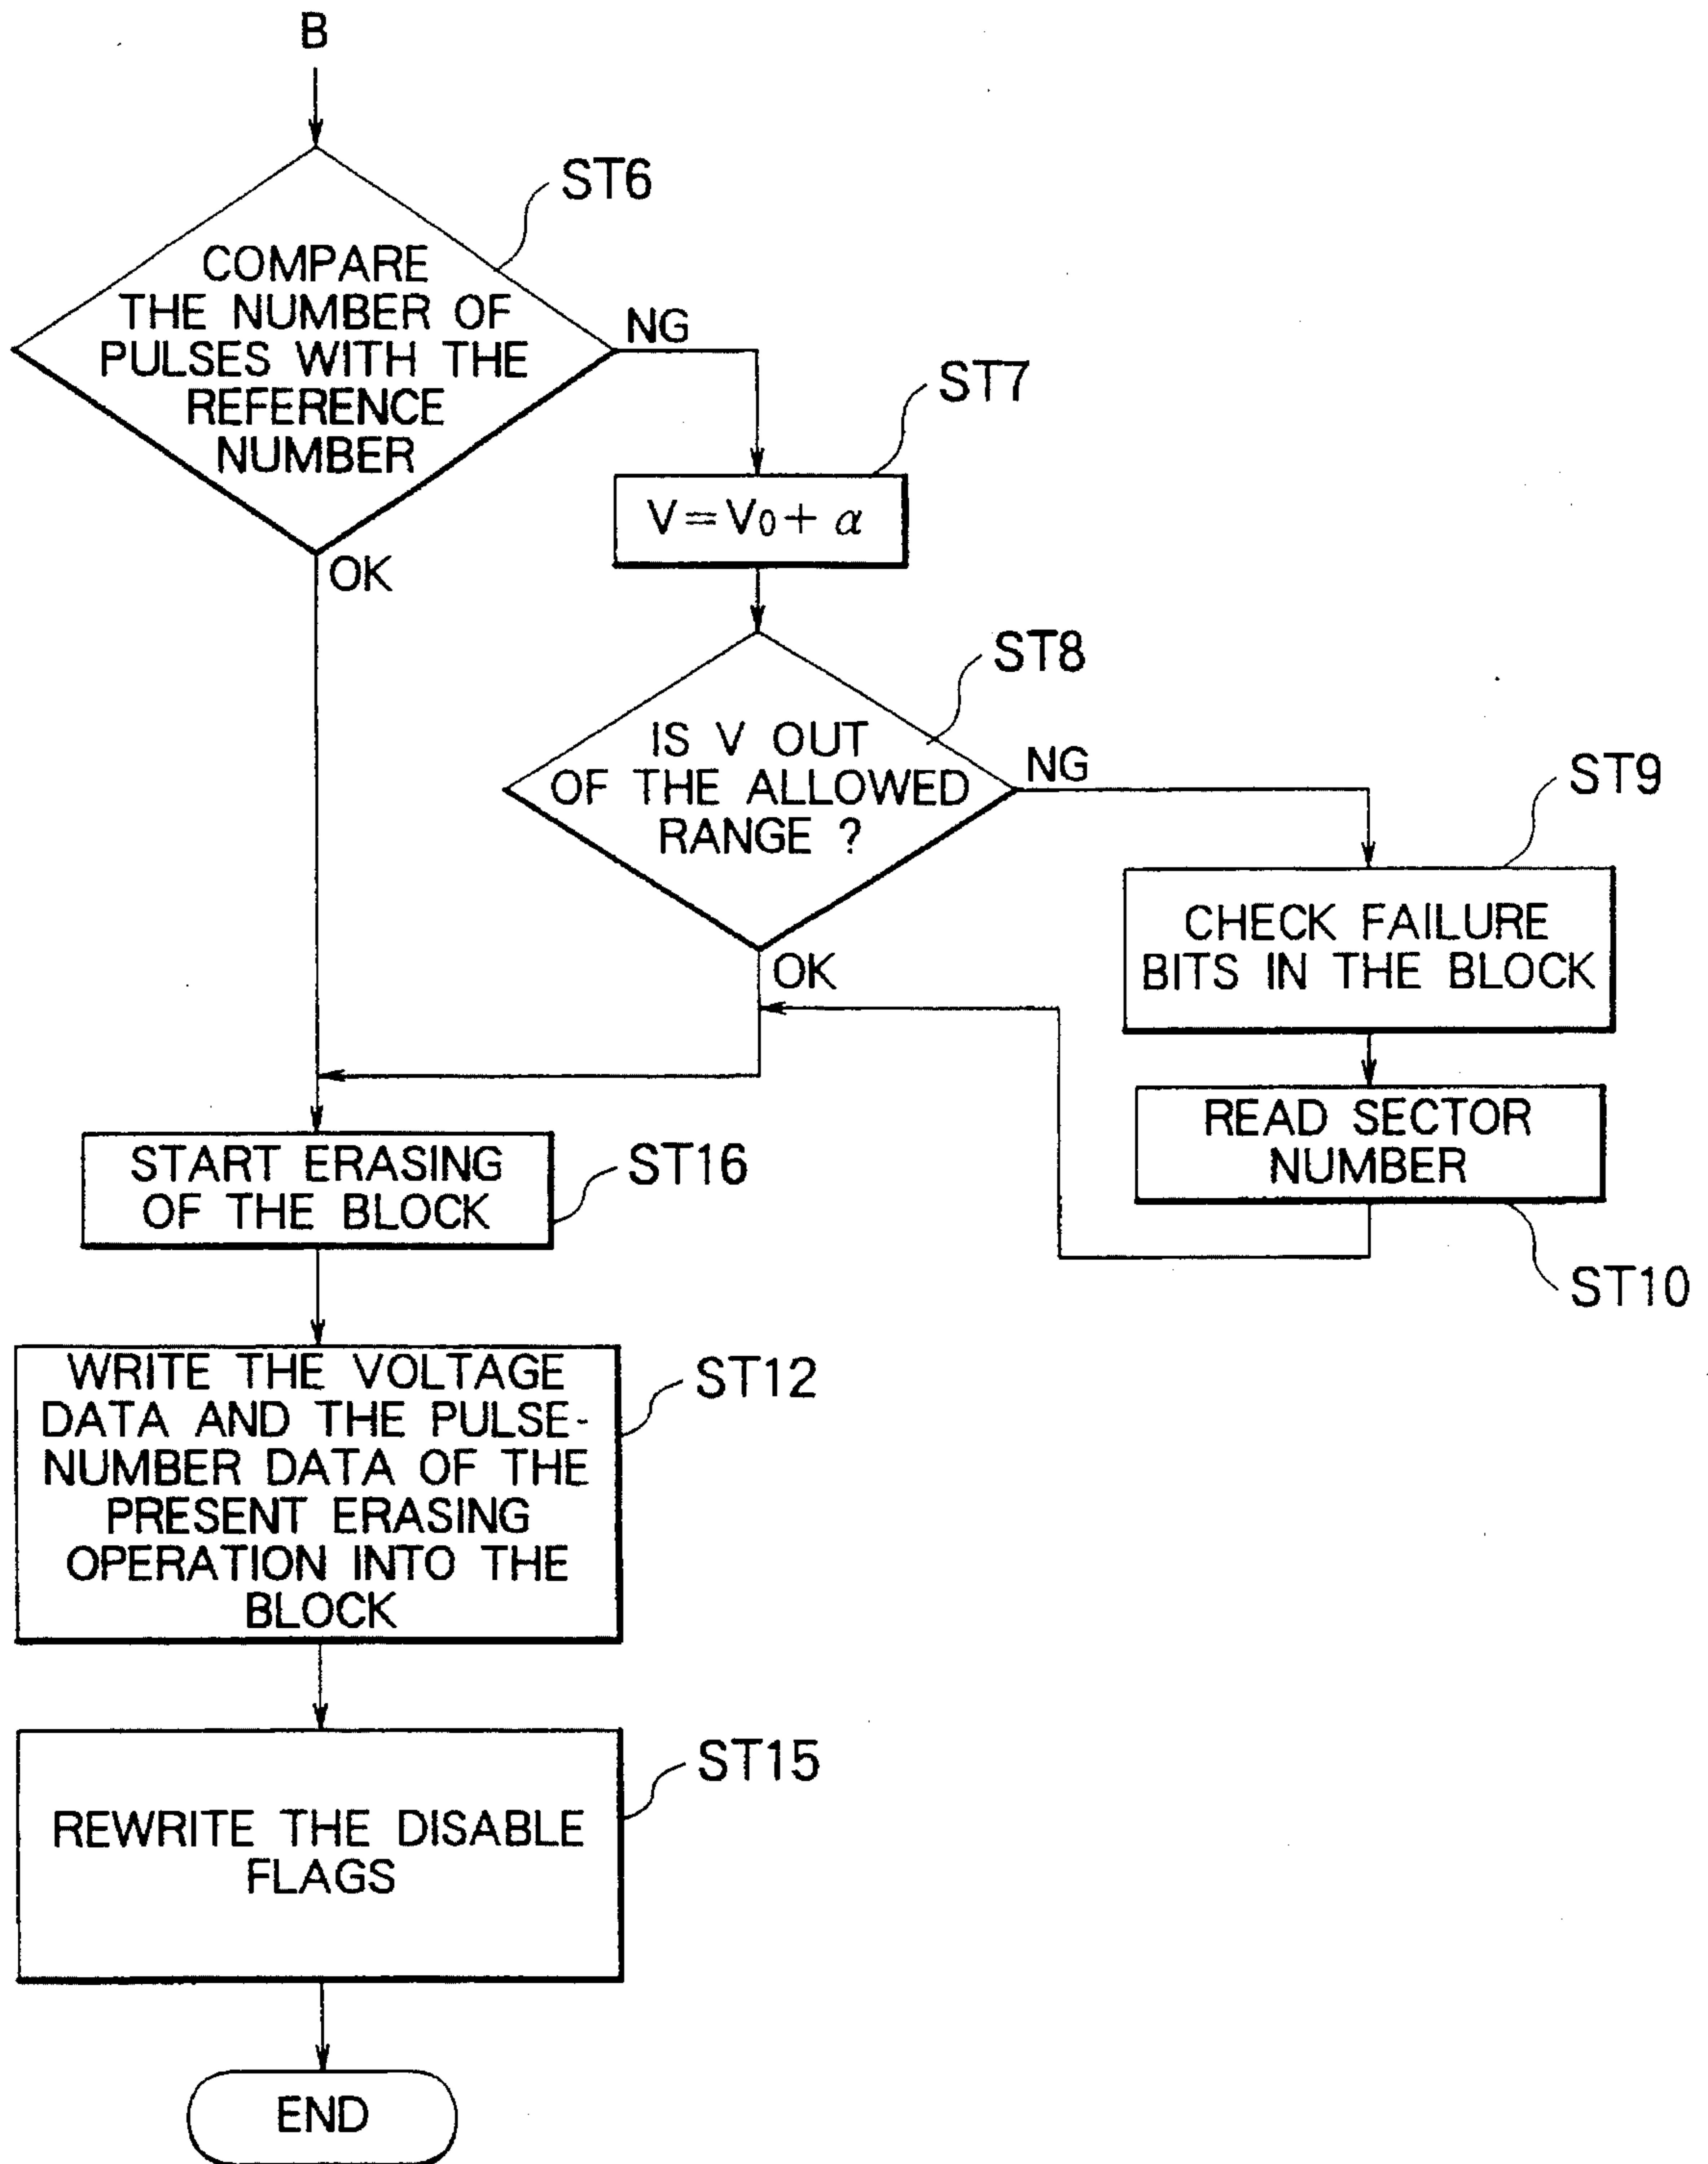 B
ST6
COMPARE
THE NUMBER OF
PULSES WITH THE
REFERENCE
NUMBER
NG
OK
ST7
V=V0+ α
ST8
IS V OUT
OF THE ALLOWED
RANGE ?
NG
OK
ST9
CHECK FAILURE
BITS IN THE BLOCK
READ SECTOR
NUMBER
ST10
START ERASING
OF THE BLOCK
ST16
WRITE THE VOLTAGE
DATA AND THE PULSE-
NUMBER DATA OF THE
PRESENT ERASING
OPERATION INTO THE
BLOCK
ST12
REWRITE THE DISABLE
FLAGS
ST15
END